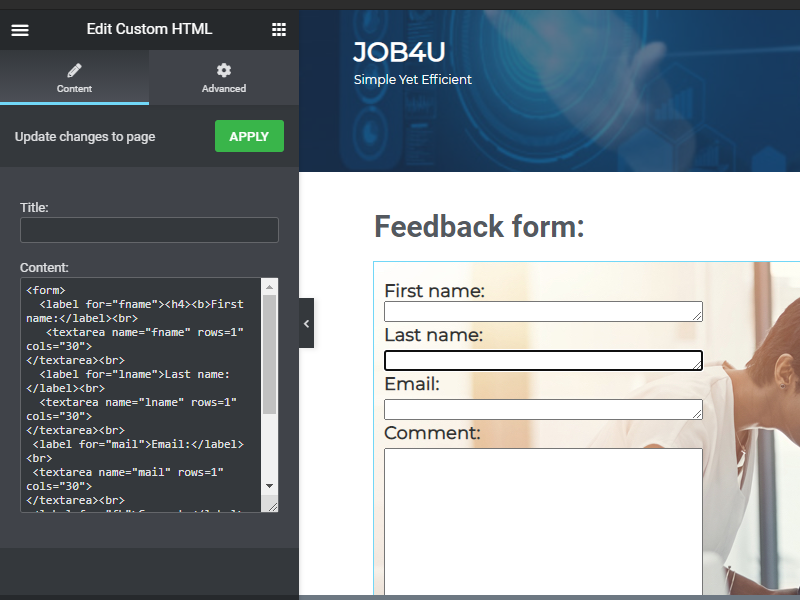 Edit Custom HTML
Content
Advanced
Update changes to page
APPLY
Title:
Content:
<form>
<label for="fname"><h4><b>First
name:</label><br>
<textarea name="fname" rows=1"
cols="30">
</textarea><br>
<label for="lname">Last name:
</label><br>
<textarea name="lname" rows=1"
cols="30">
</textarea><br>
<label for="mail">Email:</label>
<br>
<textarea name="mail" rows=1"
cols="30">
</textarea><br>
JOB4U
Simple Yet Efficient
Feedback form:
First name:
Last name:
Email:
Comment: